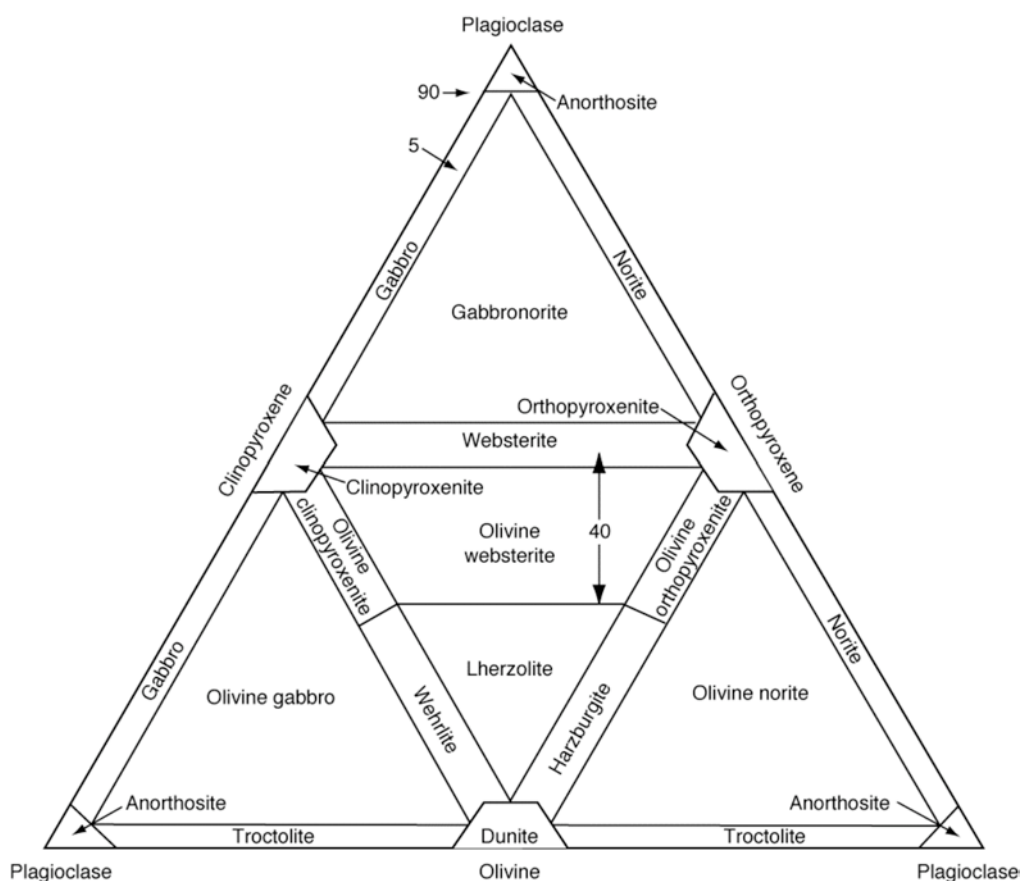 Plagioclase
90
Anorthosite
5
Gabbro
Norite
Gabbronorite
Clinopyroxene
Orthopyroxene
Orthopyroxenite
Websterite
Clinopyroxenite
Olivine
clinopyroxenite
Olivine
websterite
40
Olivine
orthopyroxenite
Gabbro
Olivine gabbro
Wehrlite
Lherzolite
Harzburgite
Olivine norite
Norite
Anorthosite
Anorthosite
Troctolite
Dunite
Troctolite
Plagioclase
Olivine
Plagioclase